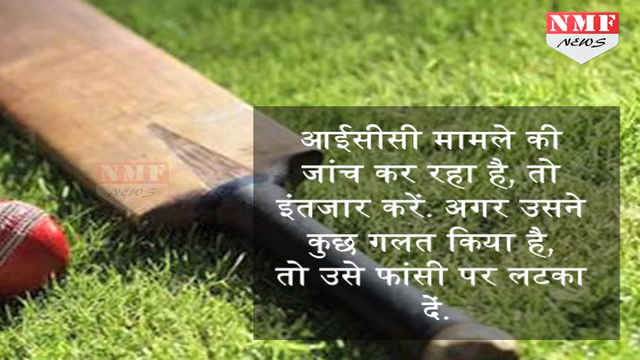 NMF
NEWS
आईसीसी मामले की
जांच कर रहा है, तो
इंतजार करें. अगर उसने
कुछ गलत किया है,
तो उसे फांसी पर लटका
दें.
NMF
NEWS